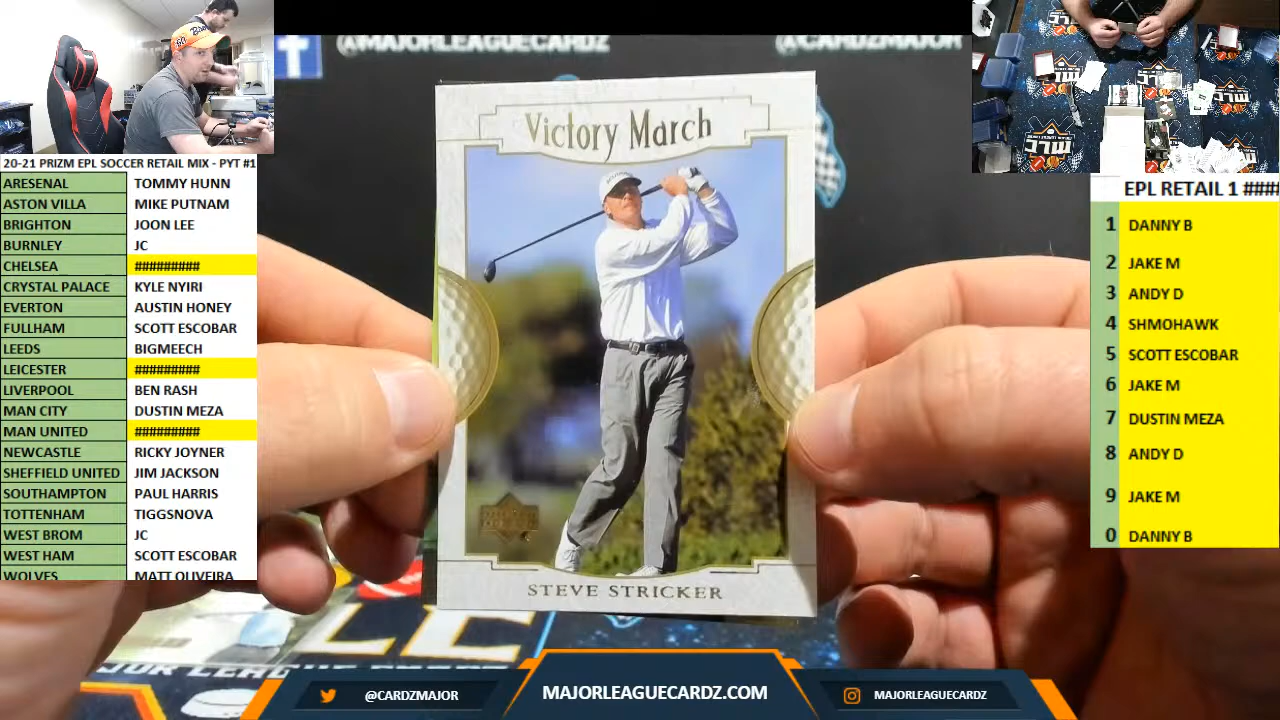 @MAJORLEAGUECARDZ
@CARDZMAJOR
20-21 PRIZM EPL SOCCER RETAIL MIX - PYT #1
ARESENAL TOMMY HUNN
ASTON VILLA MIKE PUTNAM
BRIGHTON JOON LEE
BURNLEY JC
CHELSEA #########
CRYSTAL PALACE KYLE NYIRI
EVERTON AUSTIN HONEY
FULLHAM SCOTT ESCOBAR
LEEDS BIGMEECH
LEICESTER #########
LIVERPOOL BEN RASH
MAN CITY DUSTIN MEZA
MAN UNITED #########
NEWCASTLE RICKY JOYNER
SHEFFIELD UNITED JIM JACKSON
SOUTHAMPTON PAUL HARRIS
TOTTENHAM TIGGSNOVA
WEST BROM JC
WEST HAM SCOTT ESCOBAR
WOLVES MATT OLIVEIRA
Victory March
STEVE STRICKER
EPL RETAIL 1 ####
1 DANNY B
2 JAKE M
3 ANDY D
4 SHMOHAWK
5 SCOTT ESCOBAR
6 JAKE M
7 DUSTIN MEZA
8 ANDY D
9 JAKE M
0 DANNY B
@CARDZMAJOR
MAJORLEAGUECARDZ.COM
MAJORLEAGUECARDZ